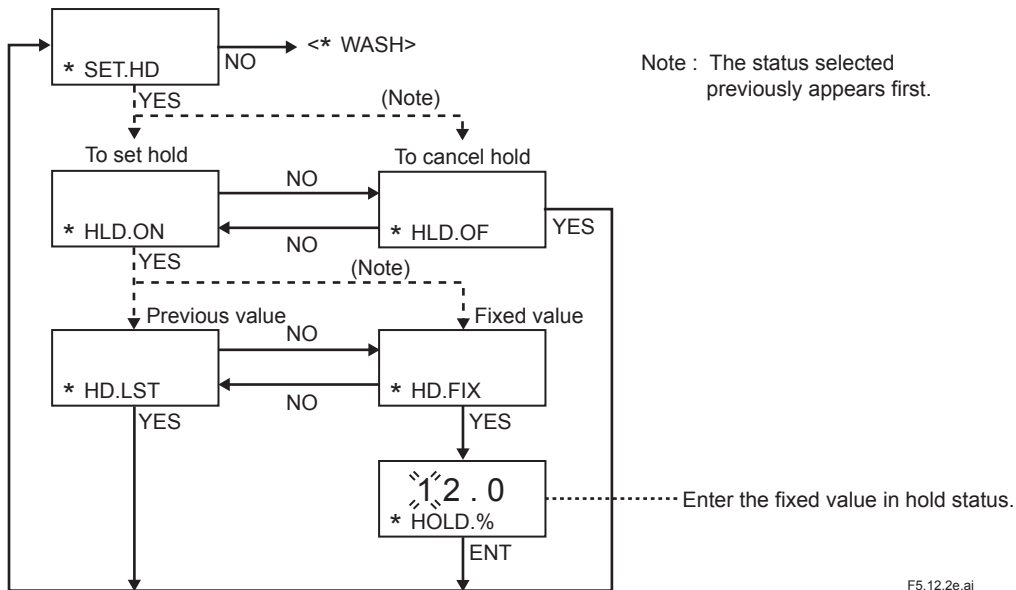 <* WASH>
* SET.HD
NO
Note : The status selected
previously appears first.
YES
(Note)
To set hold
To cancel hold
NO
* HLD.ON
* HLD.OF
YES
NO
YES
(Note)
Previous value
Fixed value
NO
* HD.LST
* HD.FIX
NO
YES
YES
12.0
* HOLD.%
Enter the fixed value in hold status.
ENT
F5.12.2e.ai